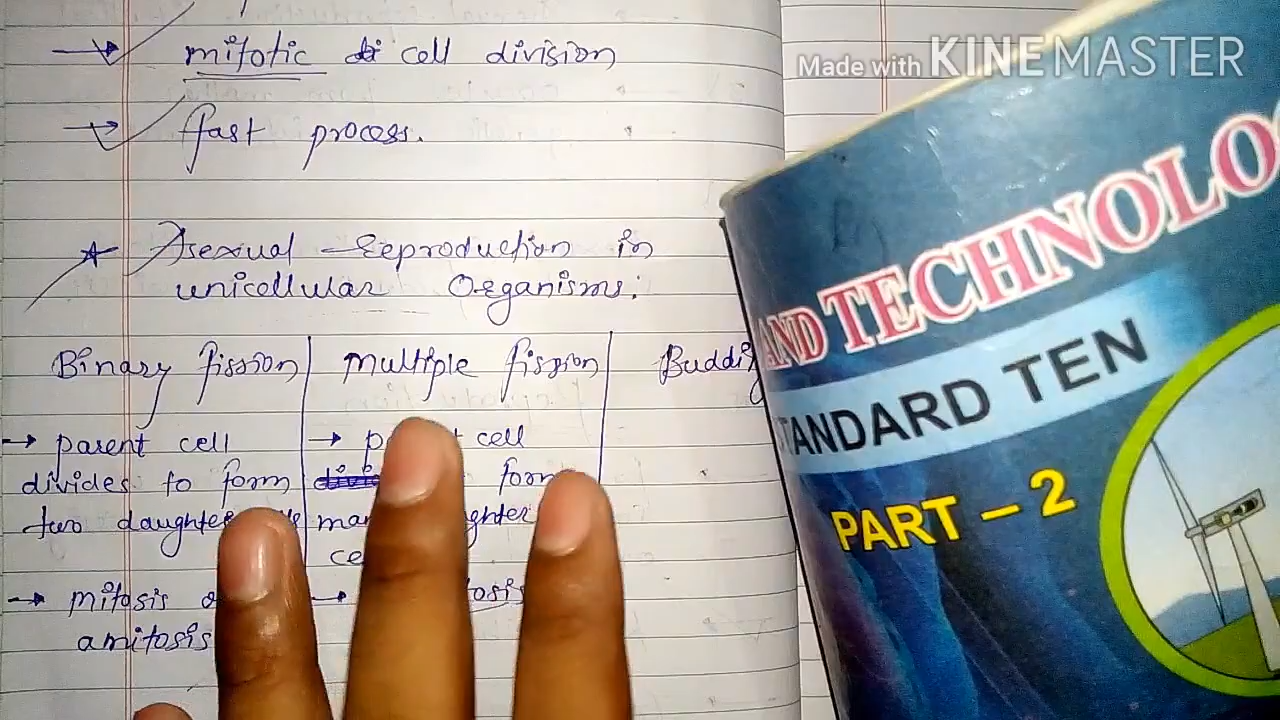 mitotic cell division
Made with KINEMASTER
fast process.
Asexual reproduction in
unicellular Organisms:
Binary fission
parent cell
divides to form
two daughter
mitosis
amitosis
Multiple fission
cell
form
AND TECHNOLO
STANDARD TEN
PART - 2